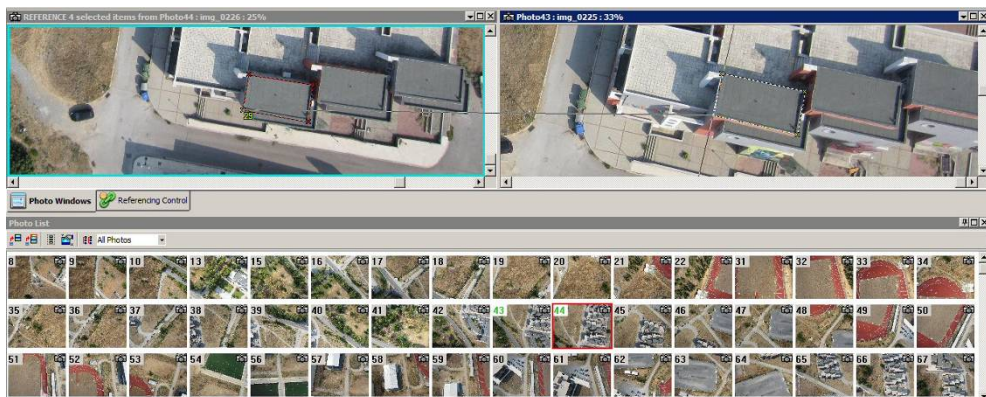 REFERENCE 4 selected items from Photo44 : img_0226 : 25%
Photo43 : img_0225 : 33%
Photo Windows
Referencing Control
Photo List
All Photos
8 9 10 13 15 16 17 18 19 20 21 22 31 32 33 34
35 36 37 38 39 40 41 42 43 44 45 46 47 48 49 50
51 52 53 54 56 57 58 59 60 61 62 63 64 65 66 67